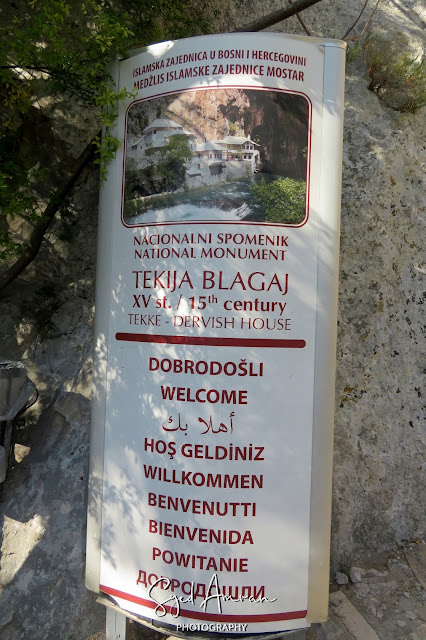 ISLAMSKA ZAJEDNICA U BOSNI I HERCEGOVINI
MEDŽLIS ISLAMSKE ZAJEDNICE MOSTAR
NACIONALNI SPOMENIK
NATIONAL MONUMENT
TEKIJA BLAGAJ
XV st. / 15th century
TEKKE - DERVISH HOUSE
DOBRODOŠLI
WELCOME
أهلا بك
HOŞ GELDİNİZ
WILLKOMMEN
BENVENUTTI
BIENVENIDA
POWITANIE
ДОБРОДАШЛИ
Syed Amran
PHOTOGRAPHY